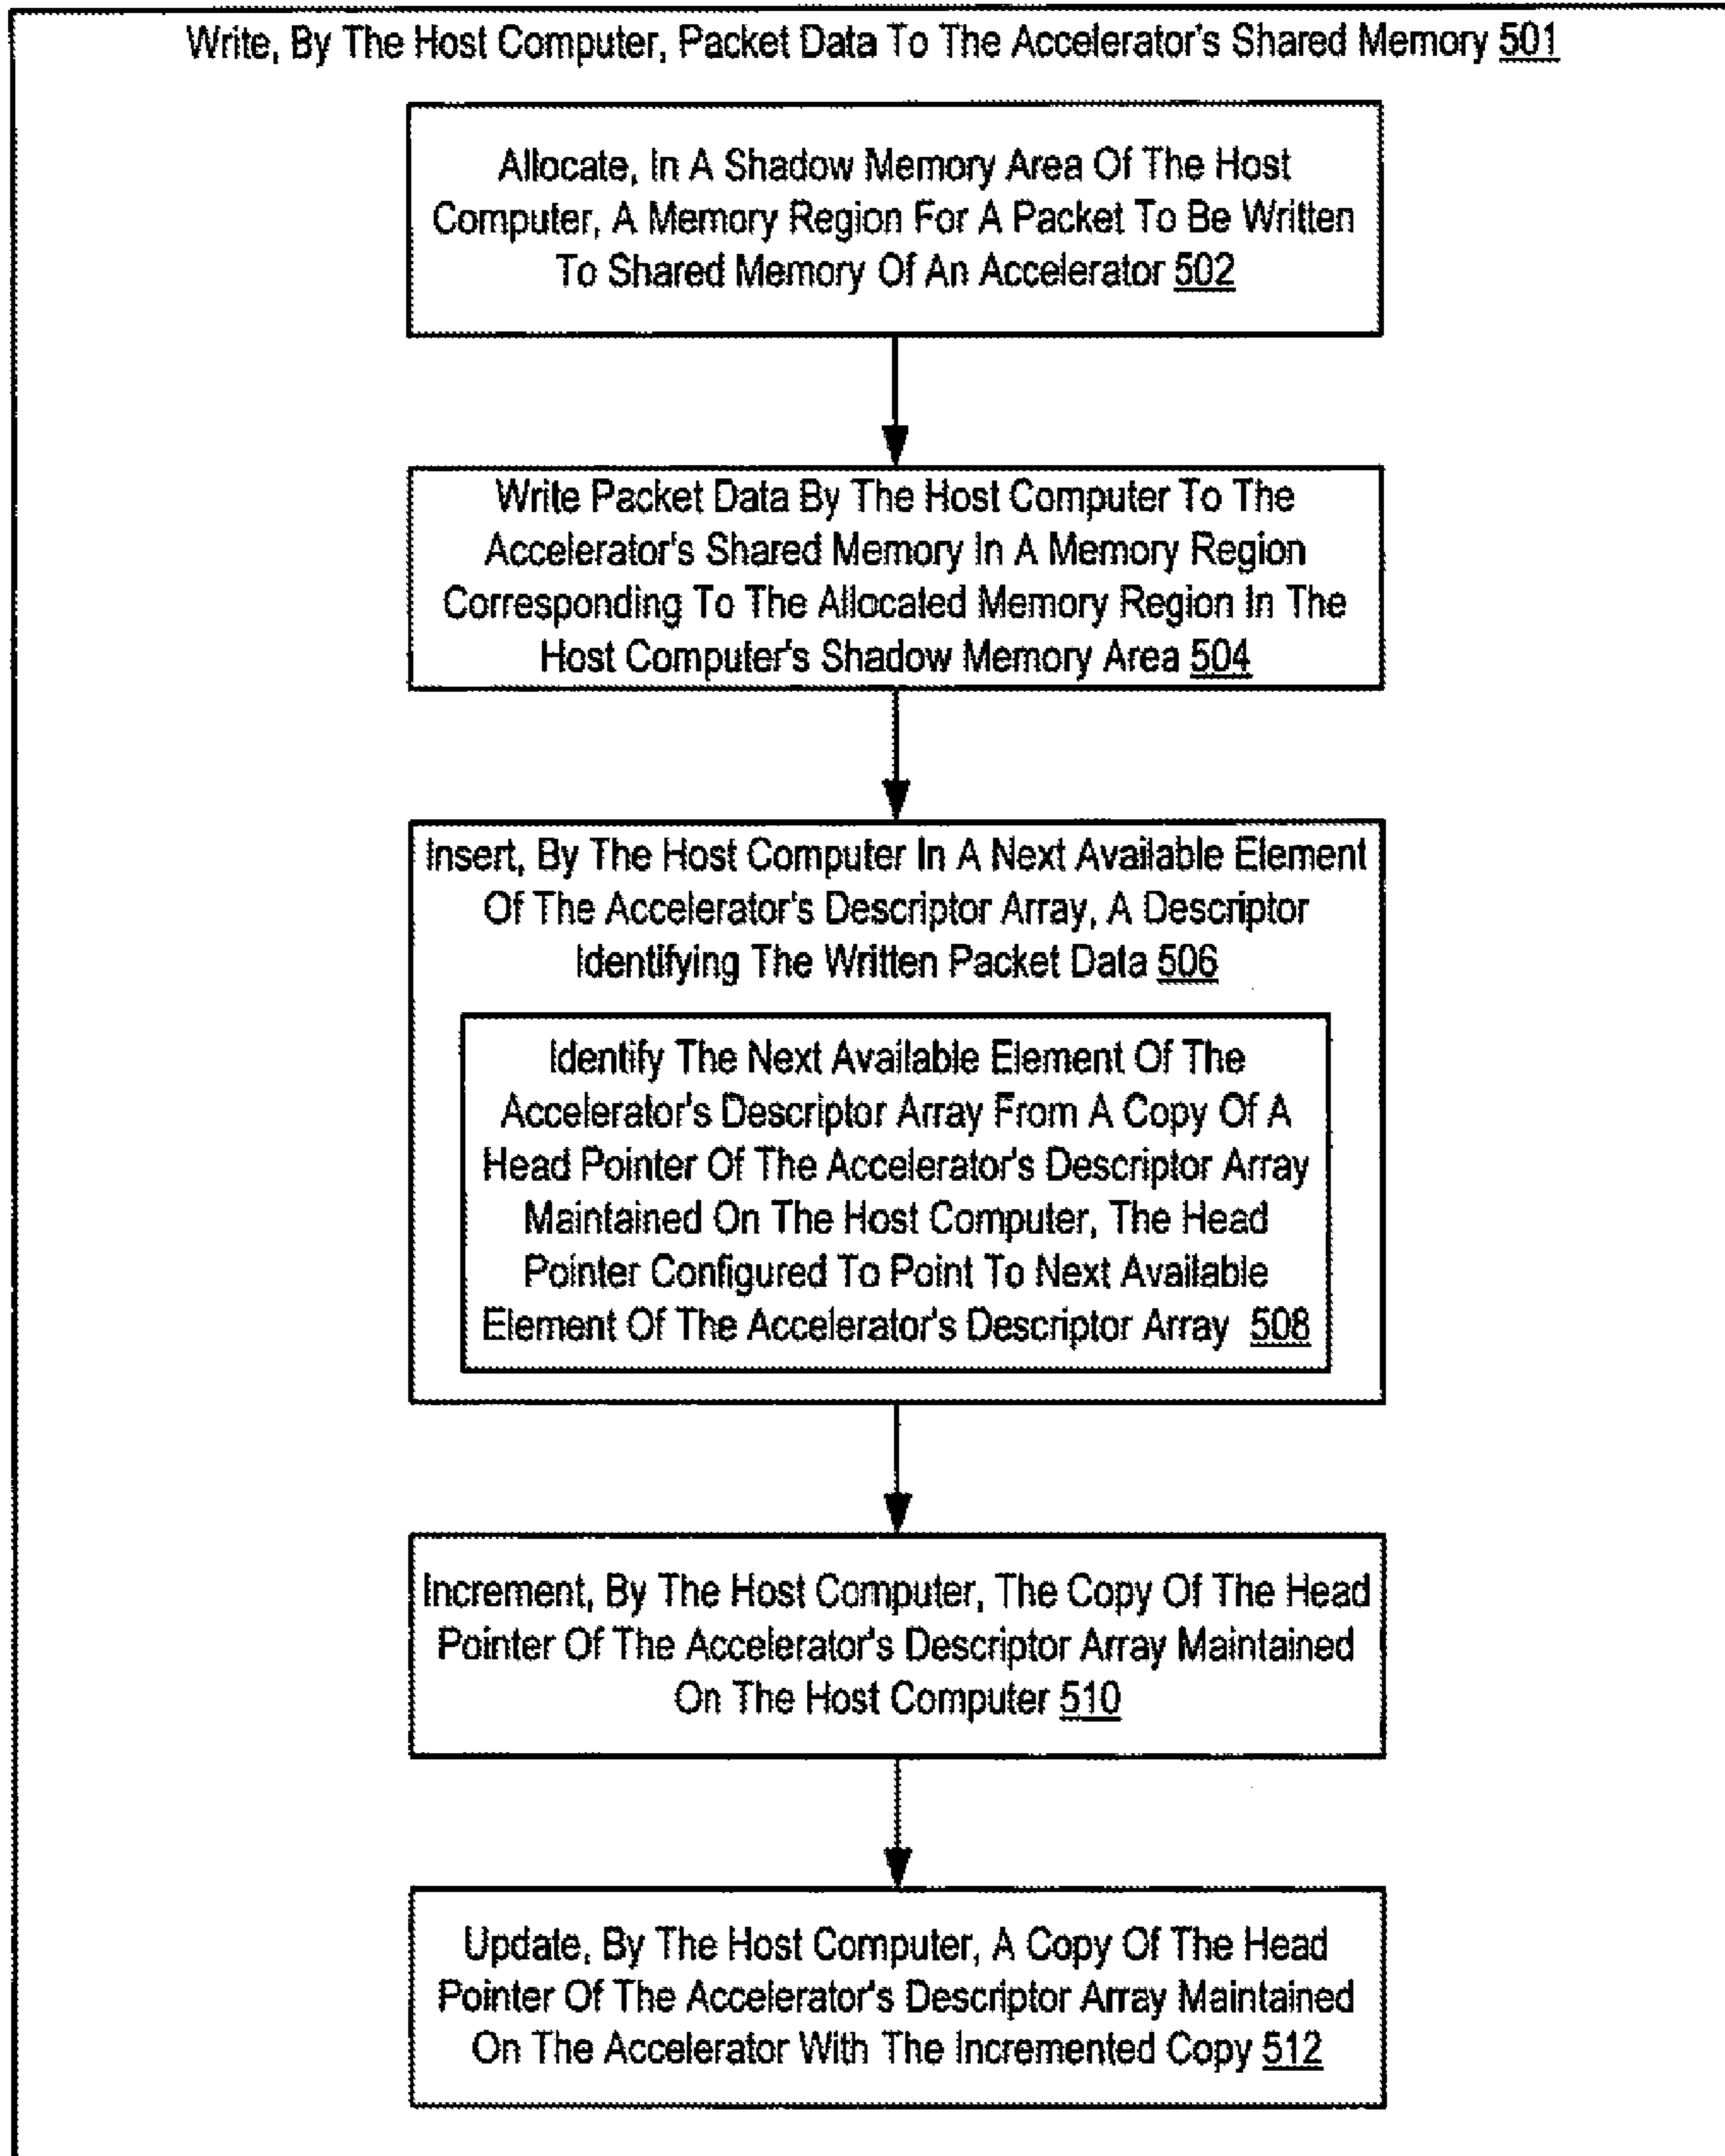 Write, By The Host Computer, Packet Data To The Accelerator's Shared Memory 501
Allocate, In A Shadow Memory Area Of The Host
Computer, A Memory Region For A Packet To Be Written
To Shared Memory Of An Accelerator 502
Write Packet Data By The Host Computer To The
Accelerator's Shared Memory In A Memory Region
Corresponding To The Allocated Memory Region In The
Host Computer's Shadow Memory Area 504
Insert, By The Host Computer In A Next Available Element
Of The Accelerator's Descriptor Array, A Descriptor
Identifying The Written Packet Data 506
Identify The Next Available Element Of The
Accelerator's Descriptor Array From A Copy Of A
Head Pointer Of The Accelerator's Descriptor Array
Maintained On The Host Computer, The Head
Pointer Configured To Point To Next Available
Element Of The Accelerator's Descriptor Array 508
Increment, By The Host Computer, The Copy Of The Head
Pointer Of The Accelerator's Descriptor Array Maintained
On The Host Computer 510
Update, By The Host Computer, A Copy Of The Head
Pointer Of The Accelerator's Descriptor Array Maintained
On The Accelerator With The Incremented Copy 512